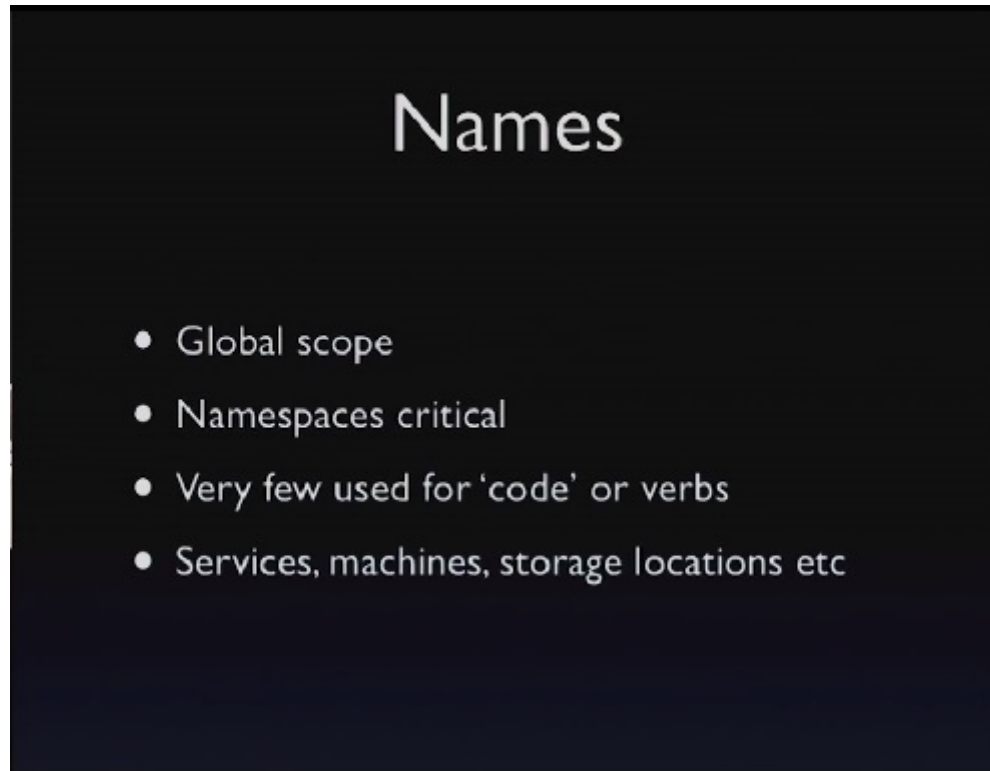 Names
• Global scope
• Namespaces critical
• Very few used for ‘code’ or verbs
• Services, machines, storage locations etc